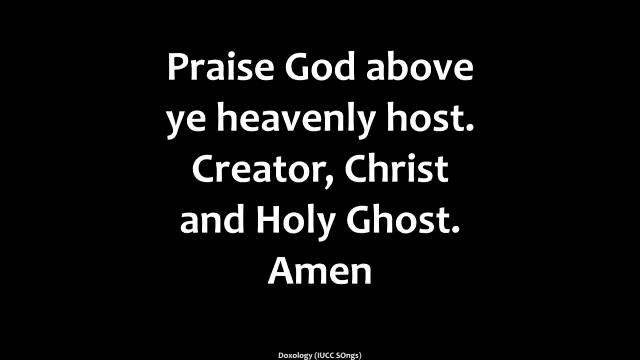 Praise God above
ye heavenly host.
Creator, Christ
and Holy Ghost.
Amen
Doxology (IUCC SOngs)